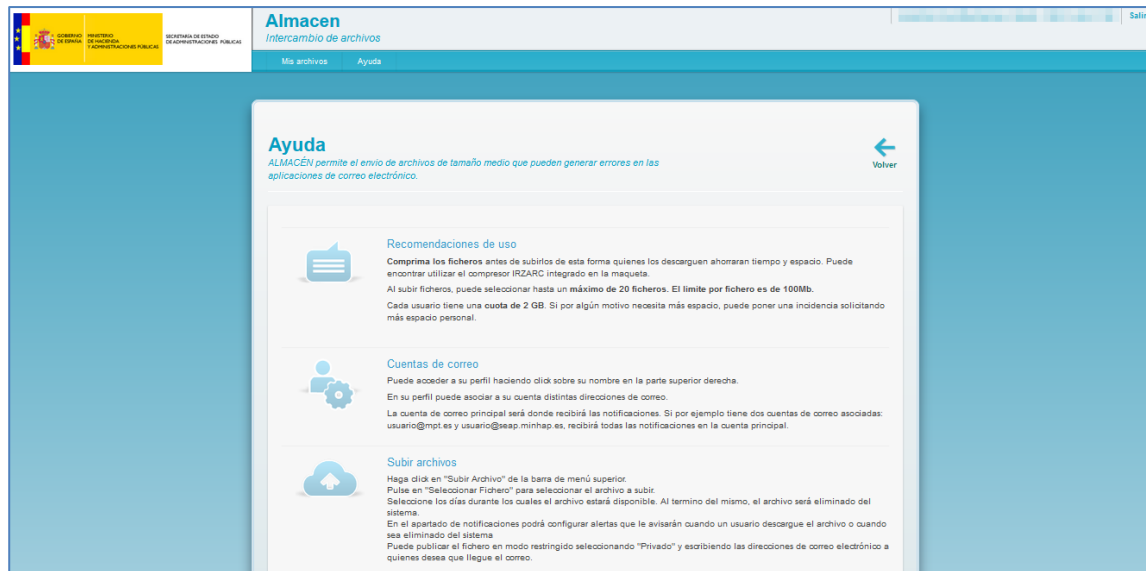 GOBIERNO DE ESPAÑA
MINISTERIO DE HACIENDA Y ADMINISTRACIONES PÚBLICAS
SECRETARIA DE ESTADO DE ADMINISTRACIONES PÚBLICAS
Almacen
Intercambio de archivos
Salir
Mis archivos Ayuda
Ayuda
ALMACÉN permite el envio de archivos de tamaño medio que pueden generar errores en las
aplicaciones de correo electrónico.
Volver
Recomendaciones de uso
Comprima los ficheros antes de subirlos de esta forma quienes los descarguen ahorraran tiempo y espacio. Puede
encontrar utilizar el compresor IRZARC integrado en la maqueta.
Al subir ficheros, puede seleccionar hasta un máximo de 20 ficheros. El limite por fichero es de 100Mb.
Cada usuario tiene una cuota de 2 GB. Si por algún motivo necesita más espacio, puede poner una incidencia solicitando
más espacio personal.
Cuentas de correo
Puede acceder a su perfil haciendo click sobre su nombre en la parte superior derecha.
En su perfil puede asociar a su cuenta distintas direcciones de correo.
La cuenta de correo principal será donde recibirá las notificaciones. Si por ejemplo tiene dos cuentas de correo asociadas:
usuario@mpt.es y usuario@seap.minhap.es, recibirá todas las notificaciones en la cuenta principal.
Subir archivos
Haga click en "Subir Archivo" de la barra de menú superior.
Pulse en "Seleccionar Fichero" para seleccionar el archivo a subir.
Seleccione los días durante los cuales el archivo estará disponible. Al termino del mismo, el archivo será eliminado del
sistema.
En el apartado de notificaciones podrá configurar alertas que le avisarán cuando un usuario descargue el archivo o cuando
sea eliminado del sistema
Puede publicar el fichero en modo restringido seleccionando "Privado" y escribiendo las direcciones de correo electrónico a
quienes desea que llegue el correo.